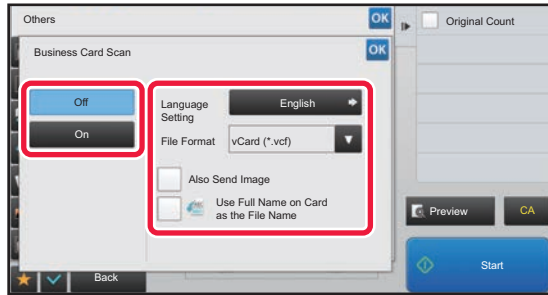 Others
OK
Original Count
Business Card Scan
OK
Off
On
Language
Setting
English
File Format
vCard (*.vcf)
Also Send Image
Use Full Name on Card
as the File Name
Preview
CA
Back
Start